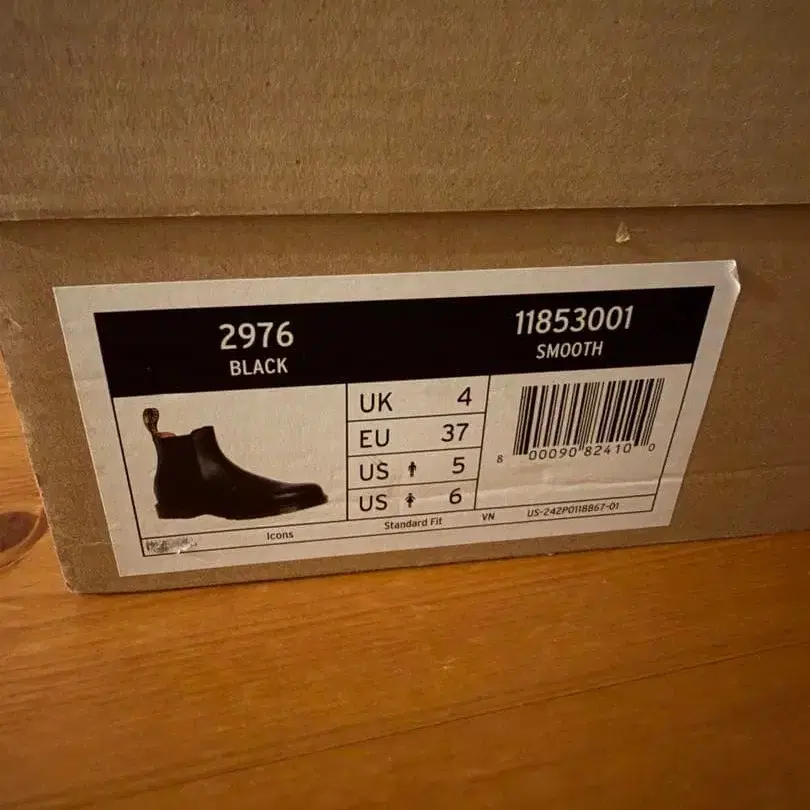 2976
BLACK
11853001
SMOOTH
UK 4
EU 37
US 5
US 6
8 00090 82410 0
Icons
Standard Fit
VN
US-242P0118867-01